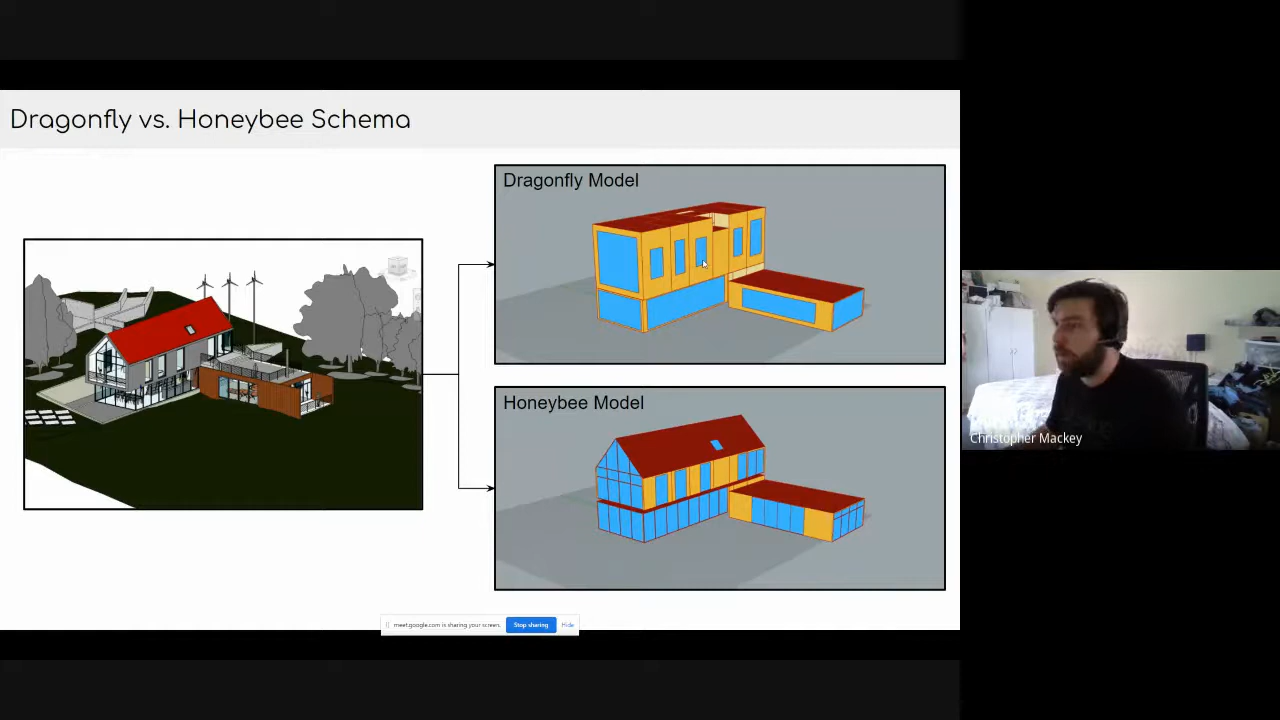 Dragonfly vs. Honeybee Schema
Dragonfly Model
Honeybee Model
Christopher Mackey
meet.google.com is sharing your screen.
Stop sharing
Hide